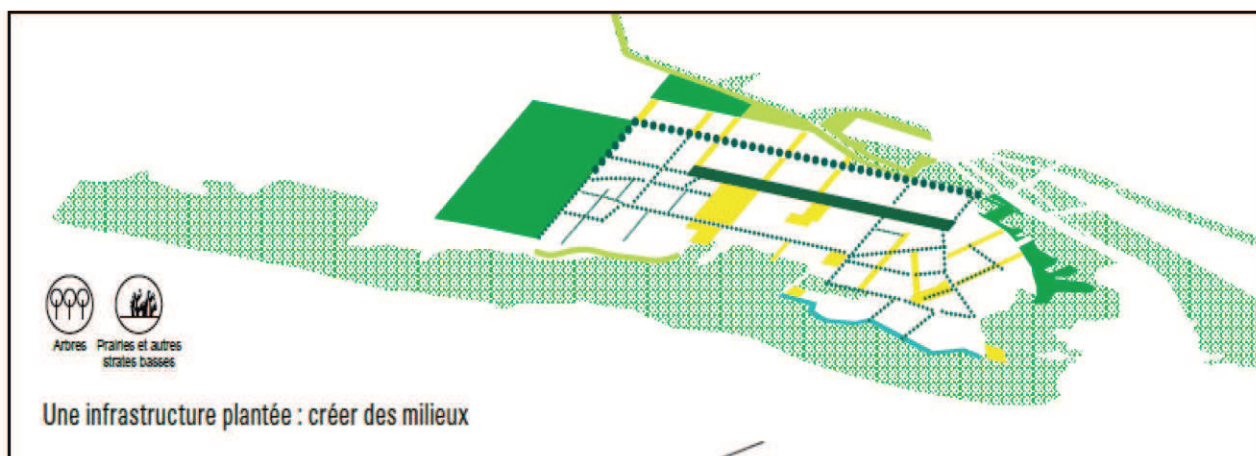 Arbres
Prairies et autres
strates basses
Une infrastructure plantée : créer des milieux